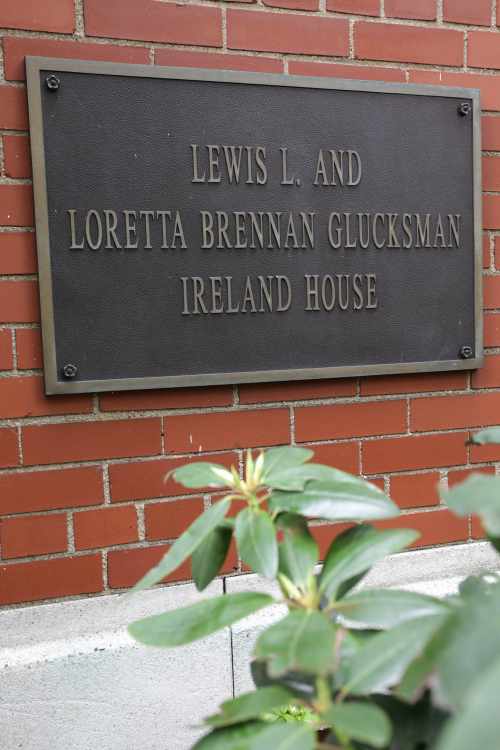 LEWIS L. AND
LORETTA BRENNAN GLUCKSMAN
IRELAND HOUSE